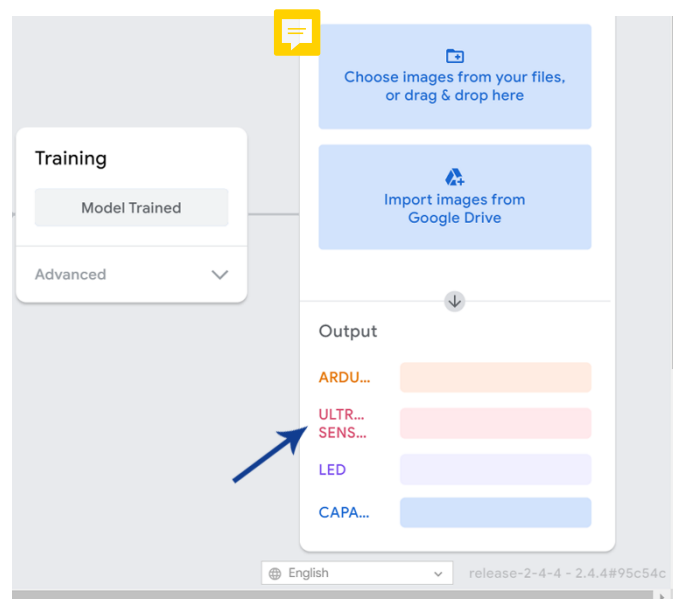 Choose images from your files,
or drag & drop here
Training
Model Trained
Import images from
Google Drive
Advanced
Output
ARDU...
ULTR...
SENS...
LED
CAPA...
English
release-2-4-4 - 2.4.4#95c54c